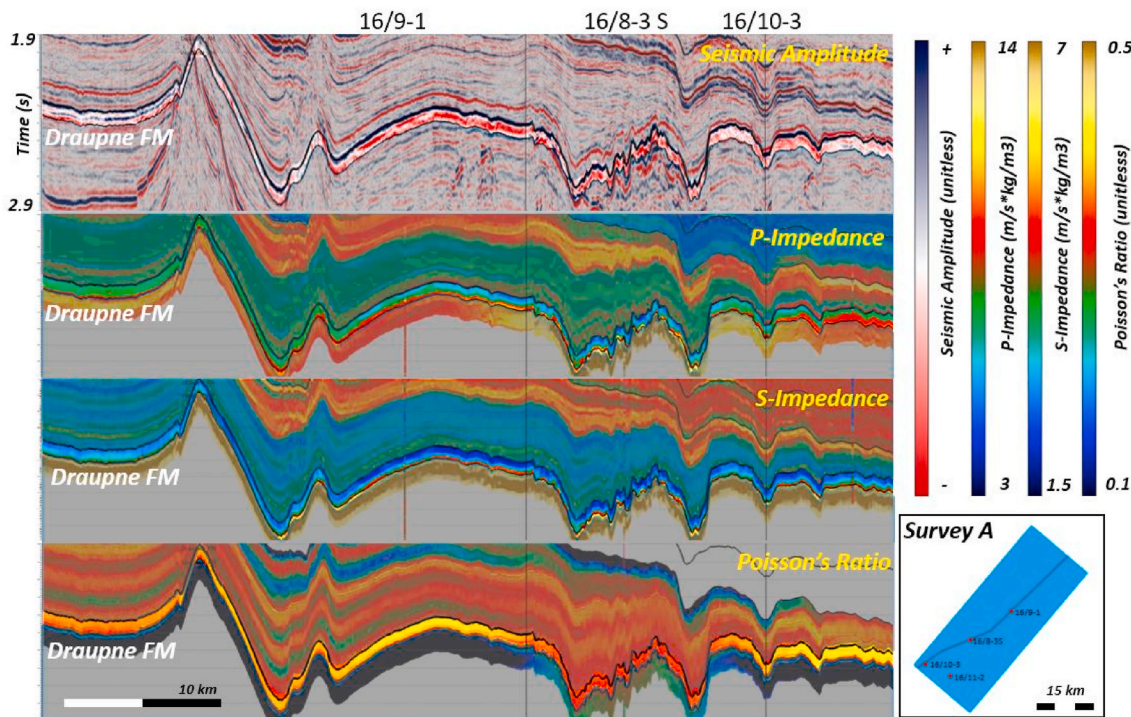 16/9-1 16/8-3 S 16/10-3
1.9
Seismic Amplitude
Time (s)
Draupne FM
2.9
P-Impedance
Draupne FM
S-Impedance
Draupne FM
Poisson's Ratio
Draupne FM
10 km
+ 14 7 0.5
Seismic Amplitude (unitless)
P-Impedance (m/s*kg/m3)
S-Impedance (m/s*kg/m3)
Poisson's Ratio (unitlesss)
- 3 1.5 0.1
Survey A
16/9-1
16/8-3S
16/10-3
16/11-2
15 km